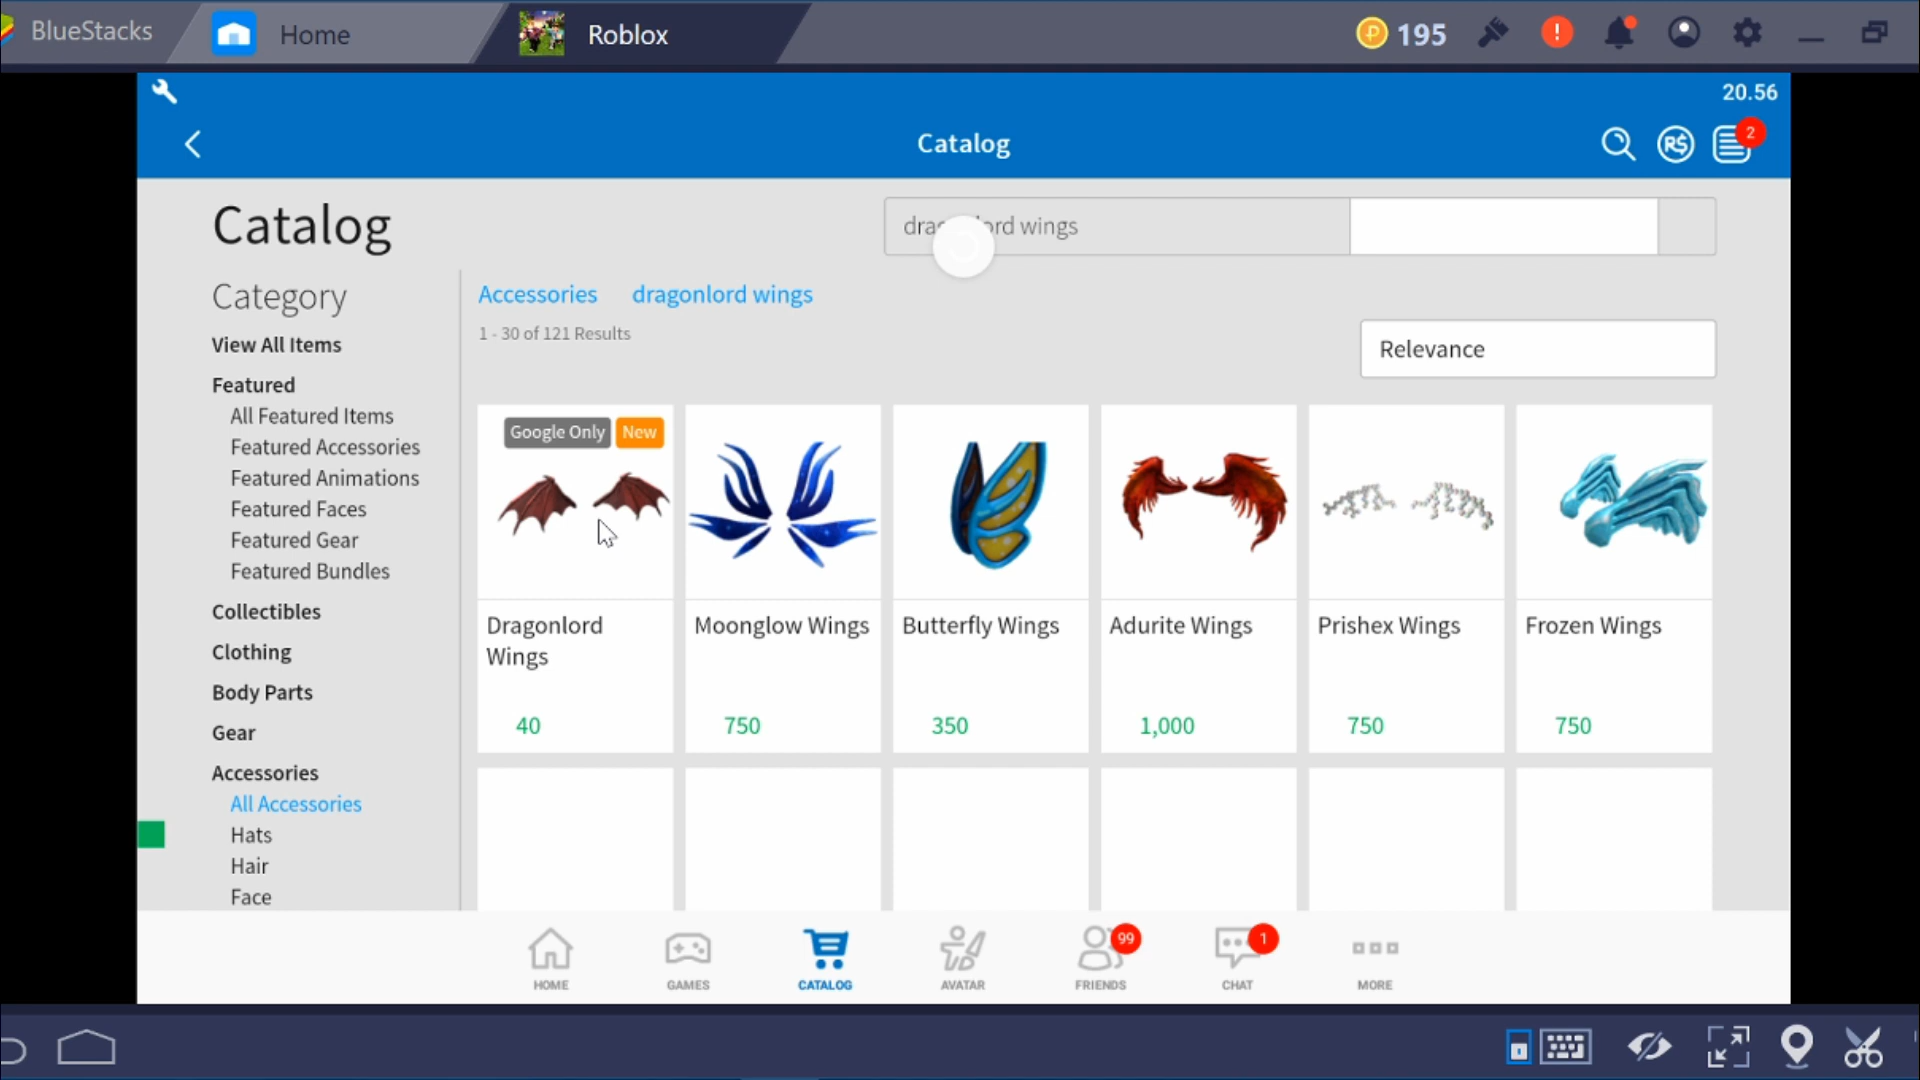 BlueStacks
Home
Roblox
195
20.56
Catalog
R$
2
Catalog
wings
Category
Accessories
dragonlord wings
1 - 30 of 121 Results
View All Items
Relevance
Featured
All Featured Items
Featured Accessories
Featured Animations
Featured Faces
Featured Gear
Featured Bundles
Collectibles
Clothing
Body Parts
Gear
Accessories
All Accessories
Hats
Hair
Face
Google Only
New
Dragonlord
Wings
40
Moonglow Wings
750
Butterfly Wings
350
Adurite Wings
1,000
Prishex Wings
750
Frozen Wings
750
HOME
GAMES
CATALOG
AVATAR
99
FRIENDS
1
CHAT
MORE